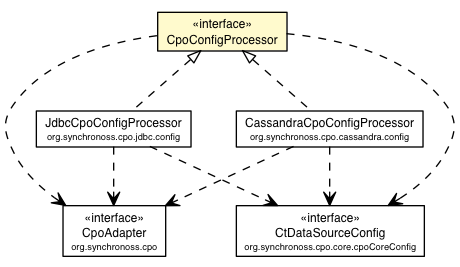 «interface»
CpoConfigProcessor
JdbcCpoConfigProcessor
org.synchronoss.cpo.jdbc.config
CassandraCpoConfigProcessor
org.synchronoss.cpo.cassandra.config
«interface»
CpoAdapter
org.synchronoss.cpo
«interface»
CtDataSourceConfig
org.synchronoss.cpo.core.cpoCoreConfig